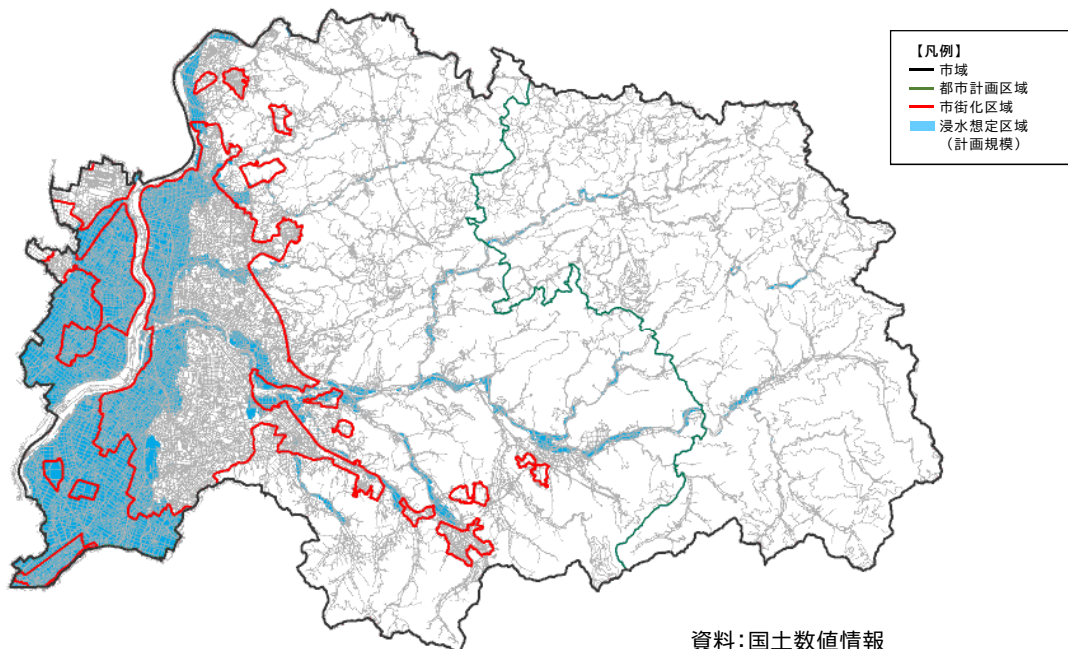 【凡例】
市域
都市計画区域
市街化区域
浸水想定区域
（計画規模）
資料：国土数値情報